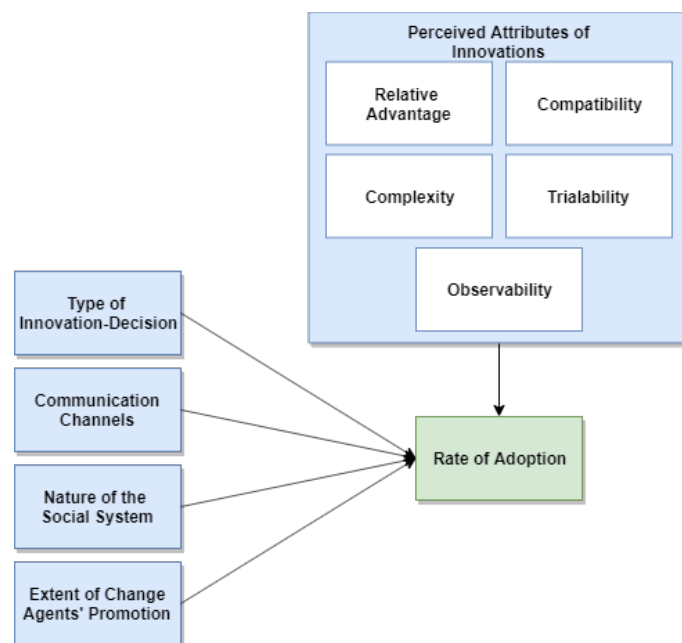 Perceived Attributes of
Innovations
Relative
Advantage
Compatibility
Complexity
Trialability
Observability
Type of
Innovation-Decision
Communication
Channels
Nature of the
Social System
Extent of Change
Agents' Promotion
Rate of Adoption